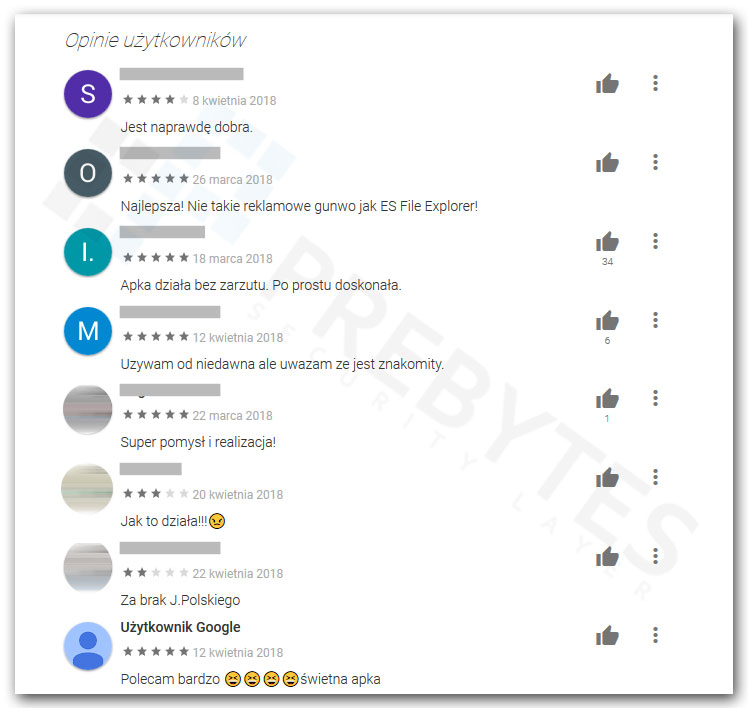 Opinie użytkowników
S
8 kwietnia 2018
Jest naprawdę dobra.
O
26 marca 2018
Najlepsza! Nie takie reklamowe gunwo jak ES File Explorer!
I.
18 marca 2018
34
Apka działa bez zarzutu. Po prostu doskonała.
M
12 kwietnia 2018
6
Uzywam od niedawna ale uwazam ze jest znakomity.
22 marca 2018
1
Super pomysł i realizacja!
20 kwietnia 2018
Jak to działa!!!😠
22 kwietnia 2018
Za brak J.Polskiego
Użytkownik Google
12 kwietnia 2018
Polecam bardzo 😆😆😆😆świetna apka
PREBYTES
SECURITY LAYER